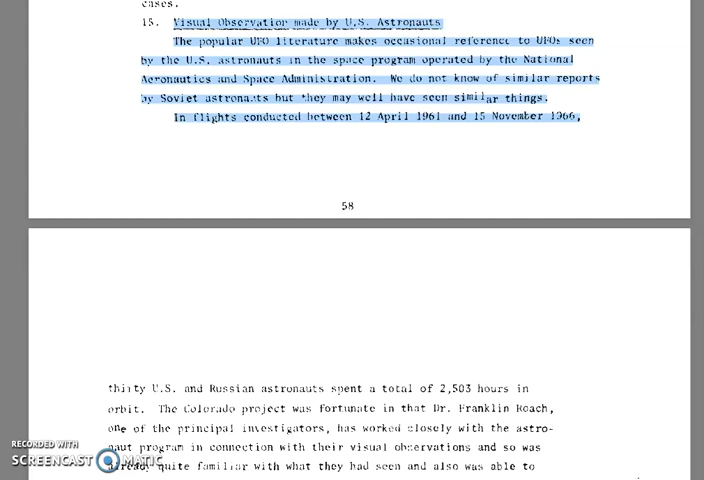 cases.
15. Visual Observation made by U.S. Astronauts
The popular UFO literature makes occasional reference to UFOs seen
by the U.S. astronauts in the space program operated by the National
Aeronautics and Space Administration. We do not know of similar reports
by Soviet astronauts but they may well have seen similar things.
In flights conducted between 12 April 1961 and 15 November 1966,
58
thirty U.S. and Russian astronauts spent a total of 2,503 hours in
orbit. The Colorado project was fortunate in that Dr. Franklin Roach,
one of the principal investigators, has worked closely with the astro-
naut program in connection with their visual observations and so was
already quite familiar with what they had seen and also was able to
RECORDED WITH
SCREENCAST MATIC